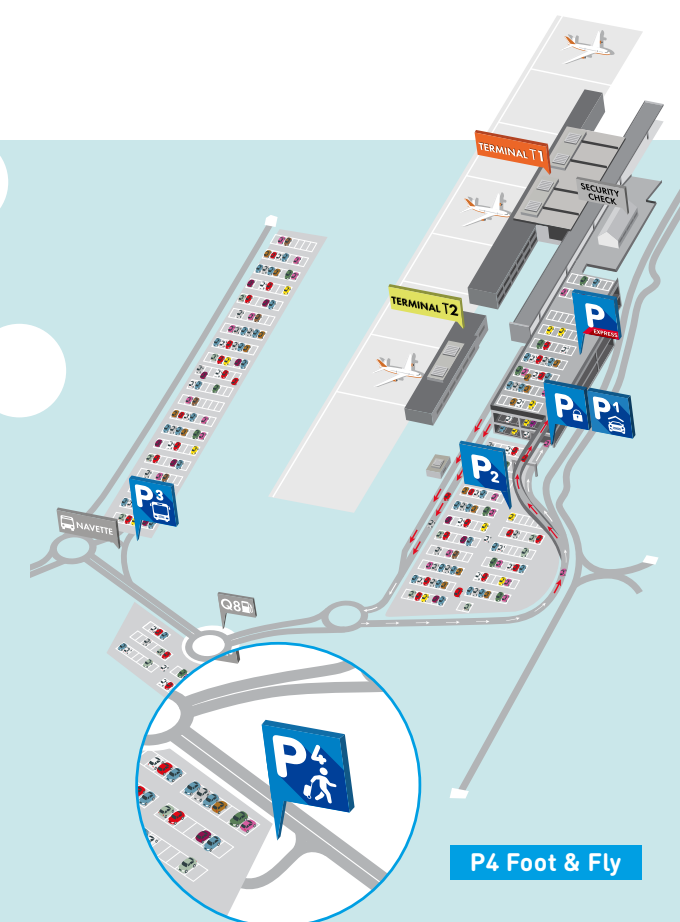 TERMINAL T1
SECURITY
CHECK
TERMINAL T2
P
EXPRESS
P
P1
P2
P3
NAVETTE
Q8
P4
P4 Foot & Fly